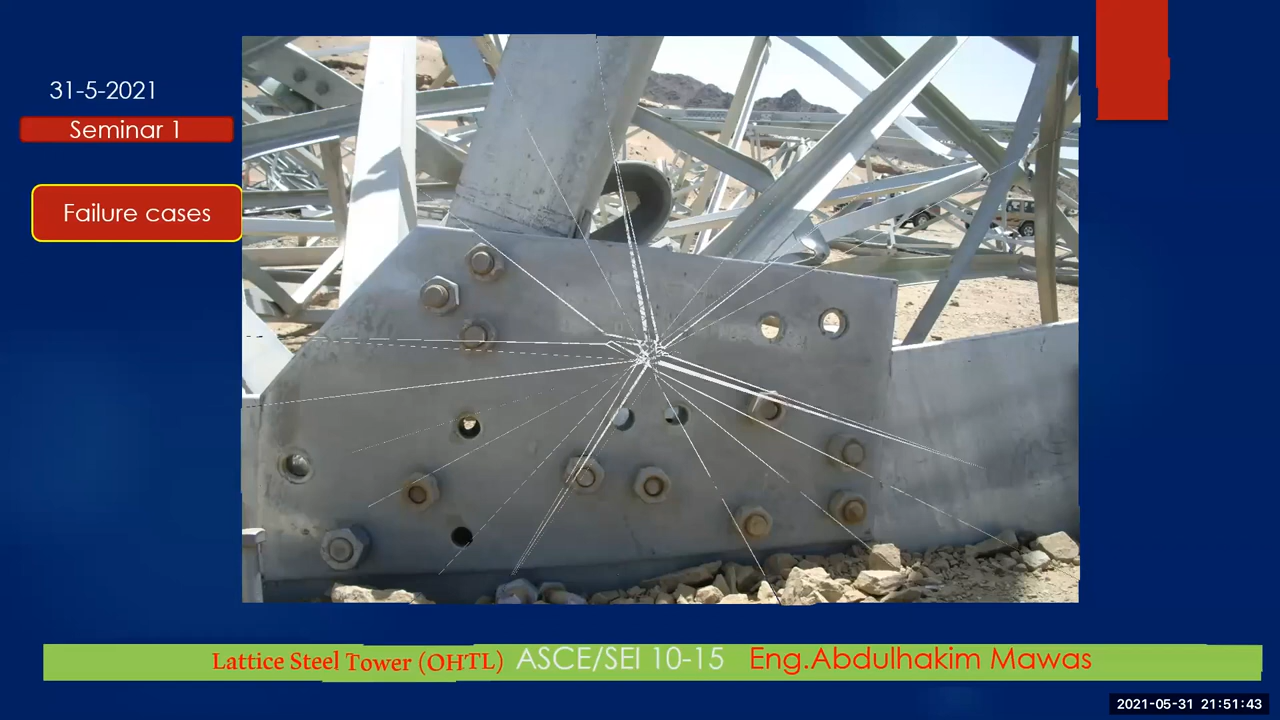 31-5-2021
Seminar 1
Failure cases
Lattice Steel Tower (OHTL) ASCE/SEI 10-15 Eng.Abdulhakim Mawas
2021-05-31 21:51:43